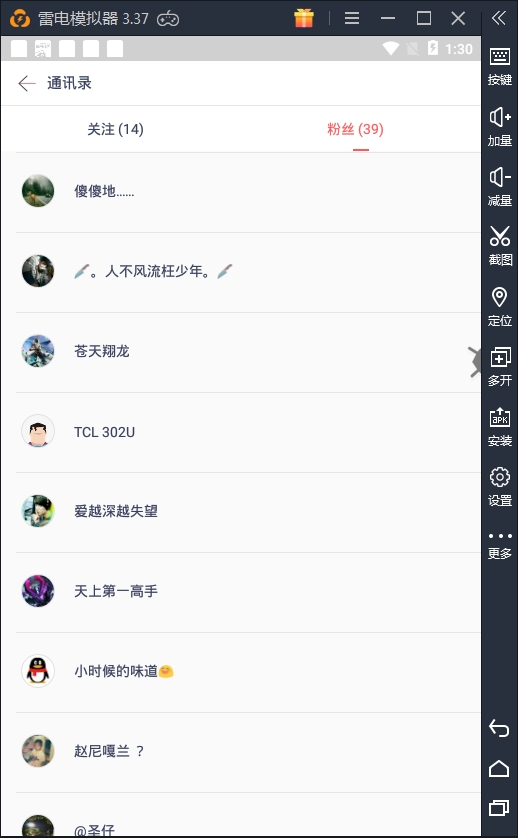 雷电模拟器 3.37
1:30
通讯录
关注 (14)
粉丝 (39)
傻傻地......
。人不风流枉少年。
苍天翔龙
TCL 302U
爱越深越失望
天上第一高手
小时候的味道🤗
赵尼嘎兰 ？
@圣仔
按键
加量
减量
截图
定位
多开
APK
安装
设置
更多